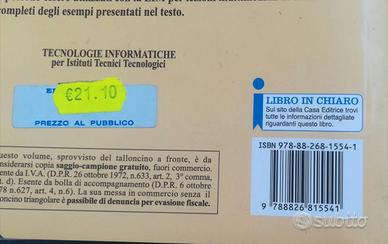 completi degli esempi presentati nel testo.
TECNOLOGIE INFORMATICHE
per Istituti Tecnici Tecnologici
€21.10
PREZZO AL PUBBLICO
LIBRO IN CHIARO
Sul sito della Casa Editrice trovi
tutte le informazioni dettagliate
riguardanti questo libro.
uesto volume, sprovvisto del talloncino a fronte, è da
nsiderarsi copia saggio-campione gratuito, fuori commercio.
ente da I.V.A. (D.P.R. 26 ottobre 1972, n.633, art. 2, 3° comma,
t. d). Esente da bolla di accompagnamento (D.P.R. 6 ottobre
78 n.627, art. 4, n.6). La sua messa in commercio senza il
loncino triangolare è passibile di denuncia per evasione fiscale.
ISBN 978-88-268-1554-1
9 788826 815541
subito.it